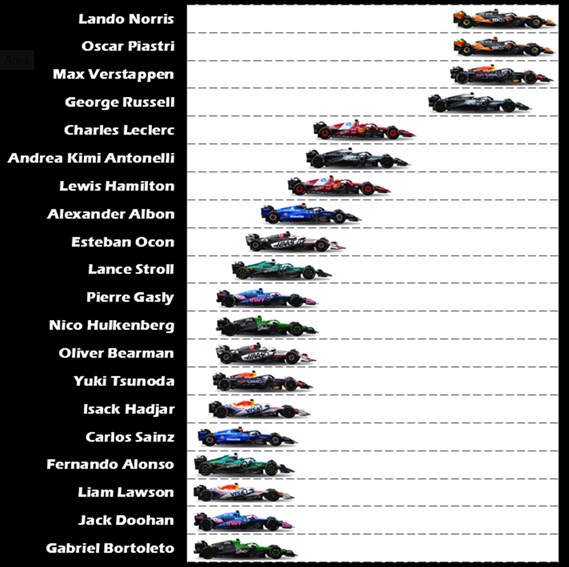 Lando Norris
Oscar Piastri
Area
Max Verstappen
George Russell
Charles Leclerc
Andrea Kimi Antonelli
Lewis Hamilton
Alexander Albon
Esteban Ocon
Lance Stroll
Pierre Gasly
Nico Hulkenberg
Oliver Bearman
Yuki Tsunoda
Isack Hadjar
Carlos Sainz
Fernando Alonso
Liam Lawson
Jack Doohan
Gabriel Bortoleto